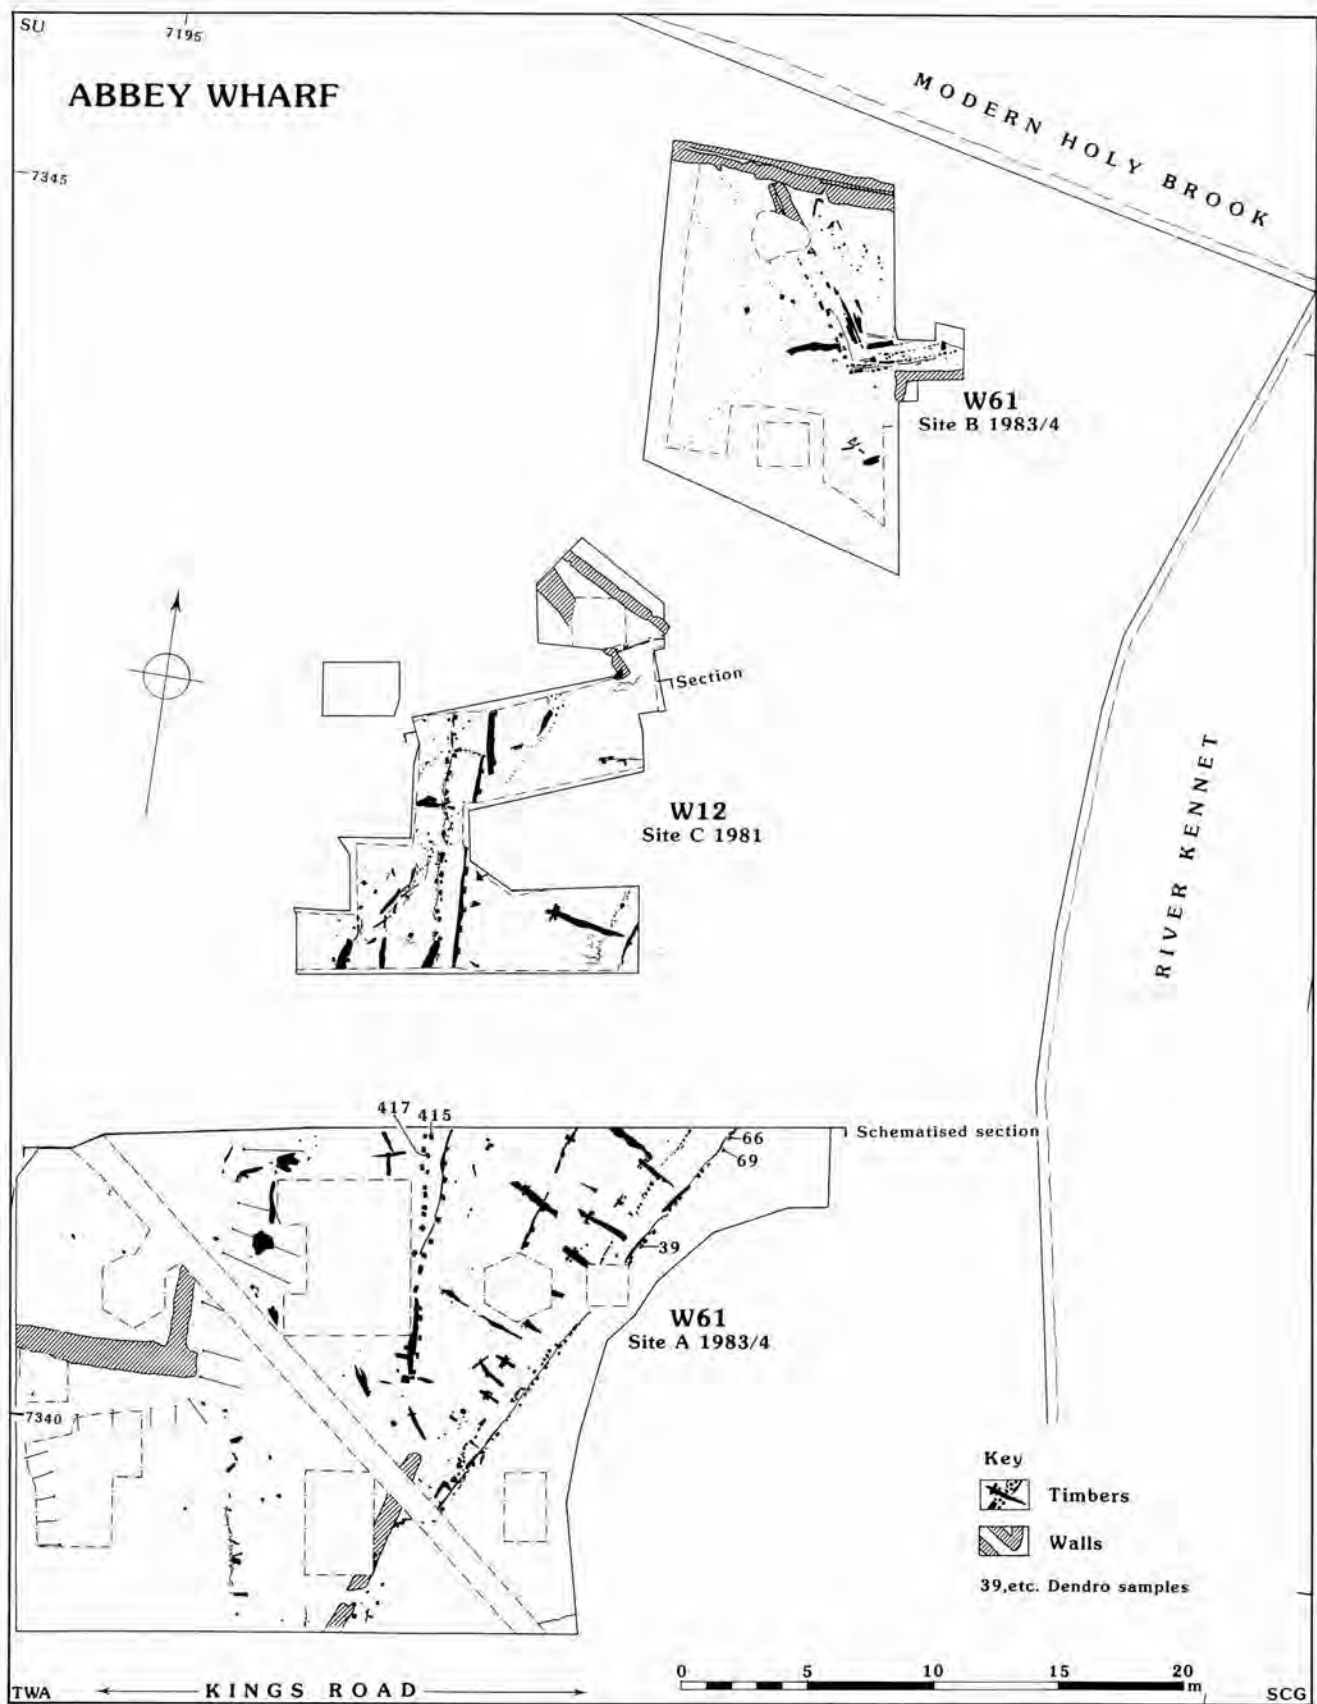 SU
7195
ABBEY WHARF
MODERN HOLY BROOK
7345
W61
Site B 1983/4
Section
W12
Site C 1981
RIVER KENNET
417 415
Schematised section
66
69
39
W61
Site A 1983/4
7340
Key
Timbers
Walls
39,etc. Dendro samples
0 5 10 15 20
m
TWA
KINGS ROAD
SCG